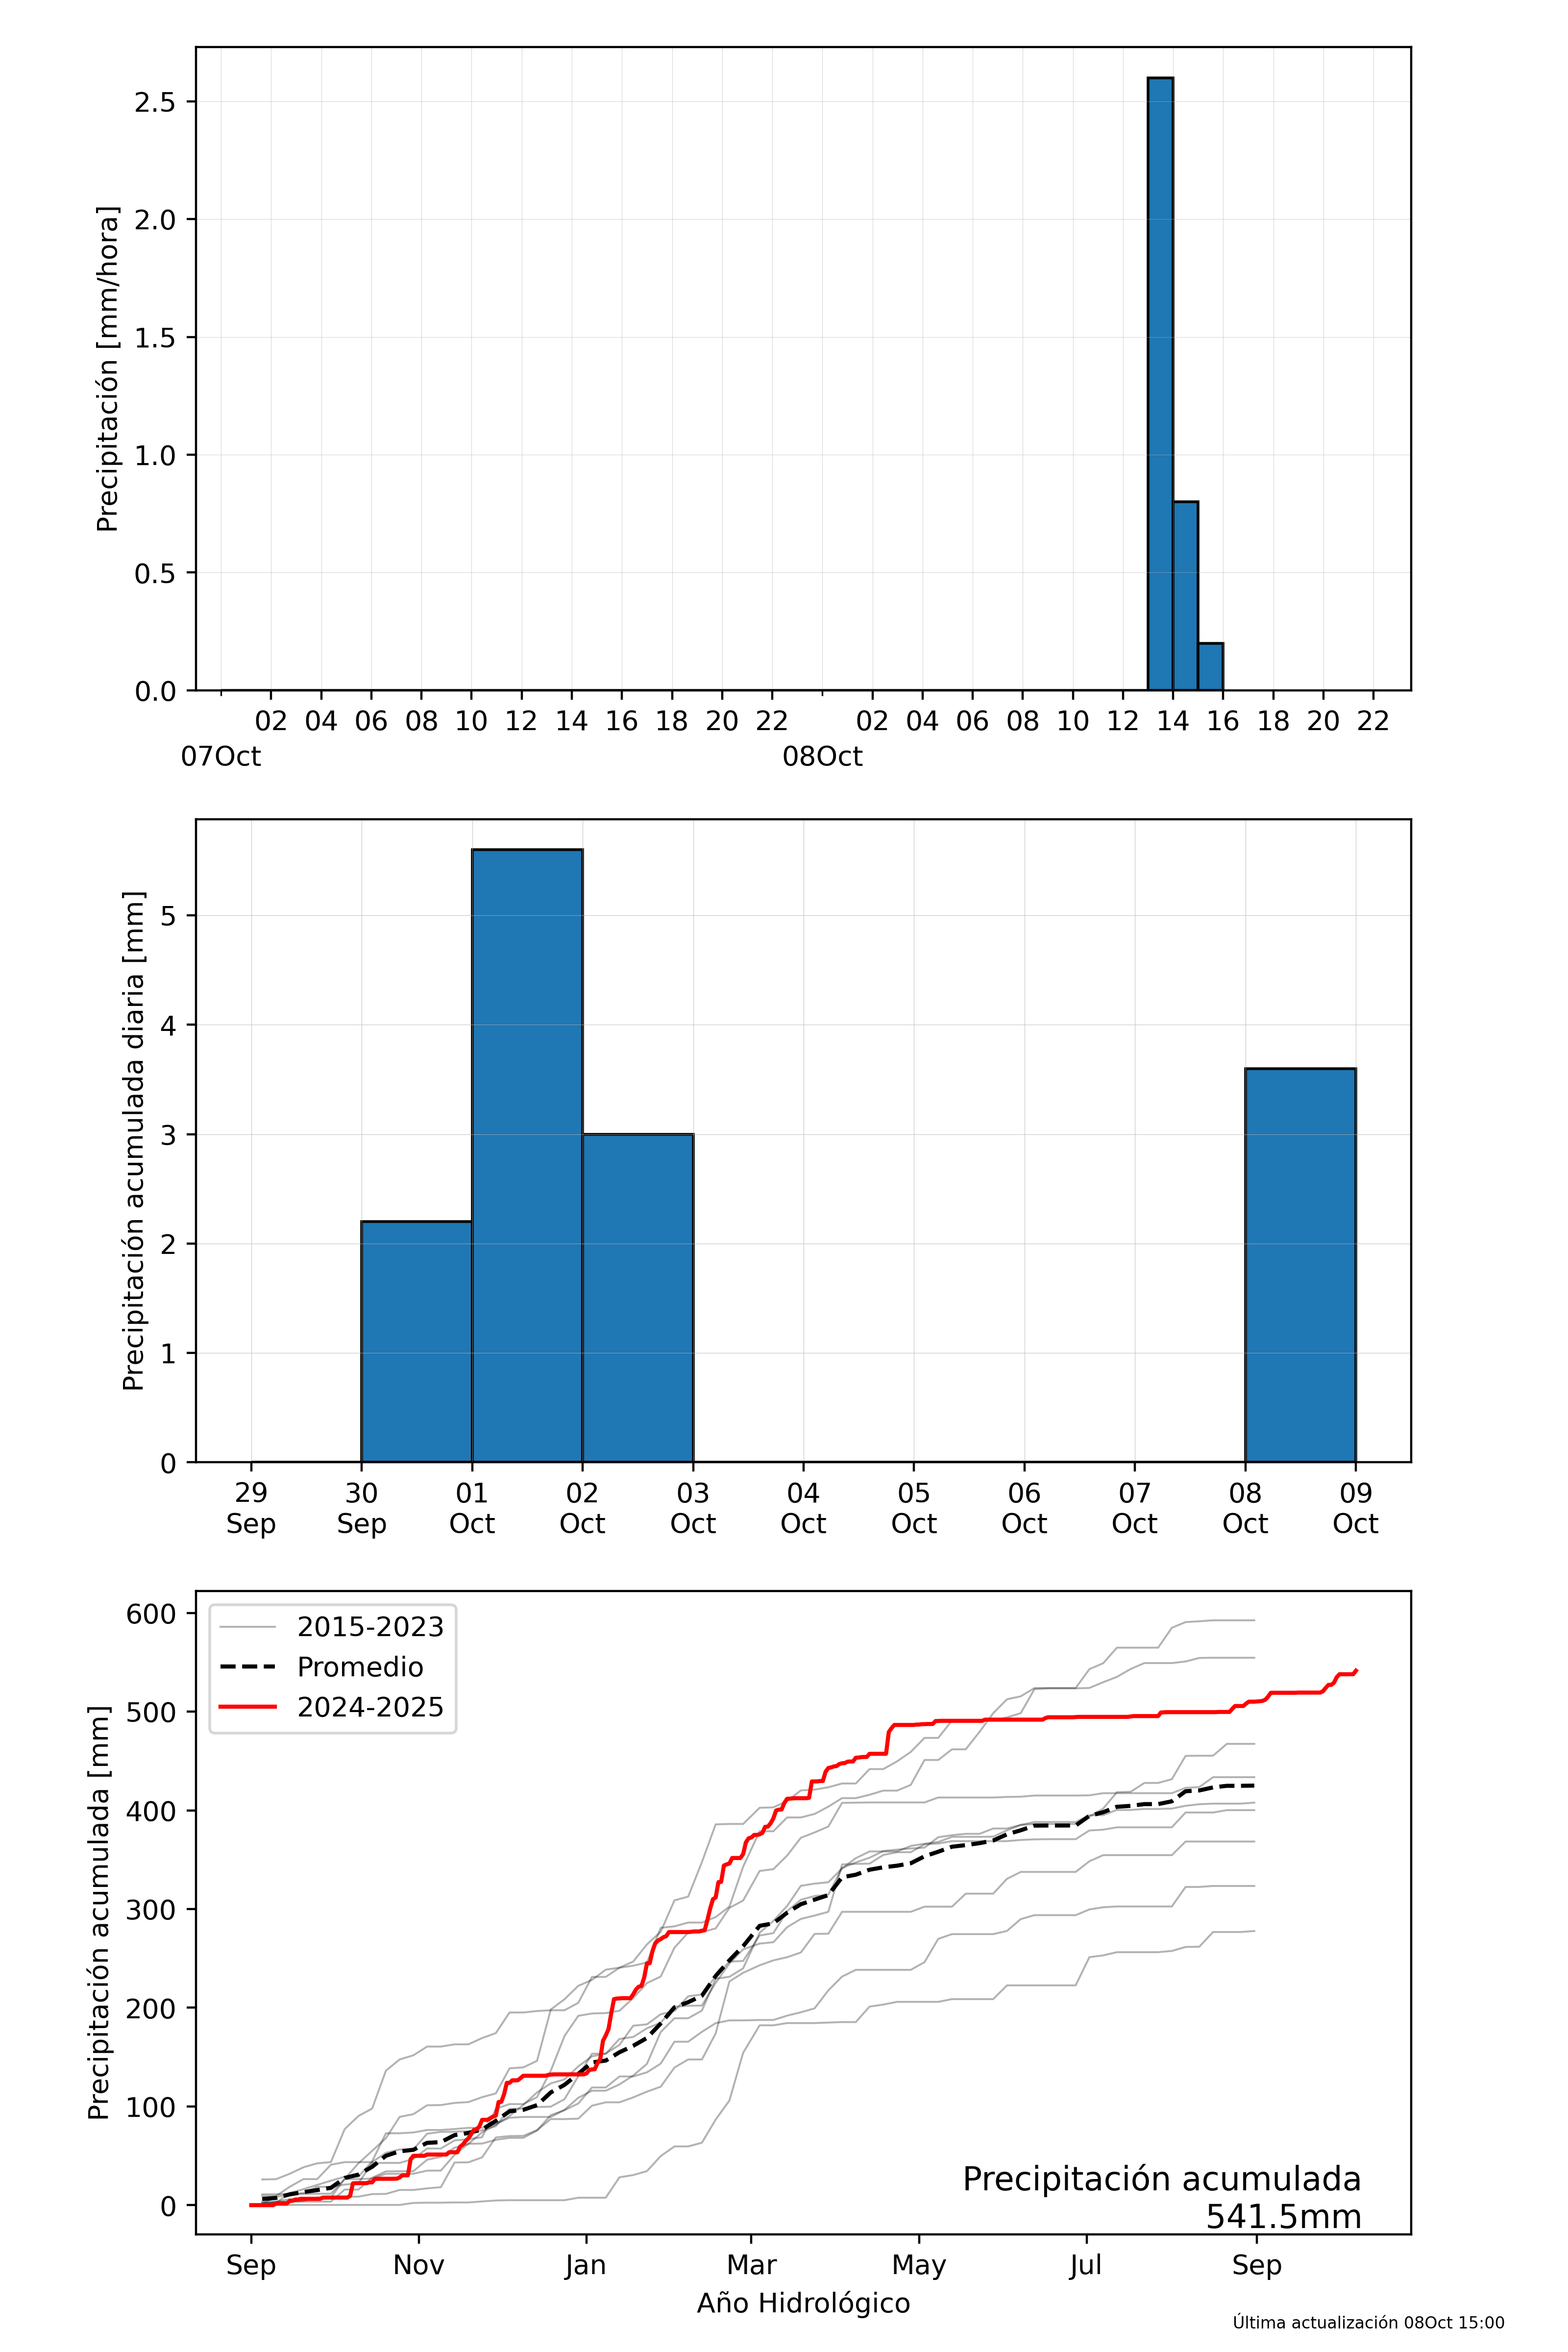 Precipitación [mm/hora]
2.5
2.0
1.5
1.0
0.5
0.0
02 04 06 08 10 12 14 16 18 20 22 02 04 06 08 10 12 14 16 18 20 22
07Oct 08Oct
Precipitación acumulada diaria [mm]
5
4
3
2
1
0
29 30 01 02 03 04 05 06 07 08 09
Sep Sep Oct Oct Oct Oct Oct Oct Oct Oct Oct
Precipitación acumulada [mm]
600
500
400
300
200
100
0
2015-2023
Promedio
2024-2025
Precipitación acumulada
541.5mm
Sep Nov Jan Mar May Jul Sep
Año Hidrológico
Última actualización 08Oct 15:00